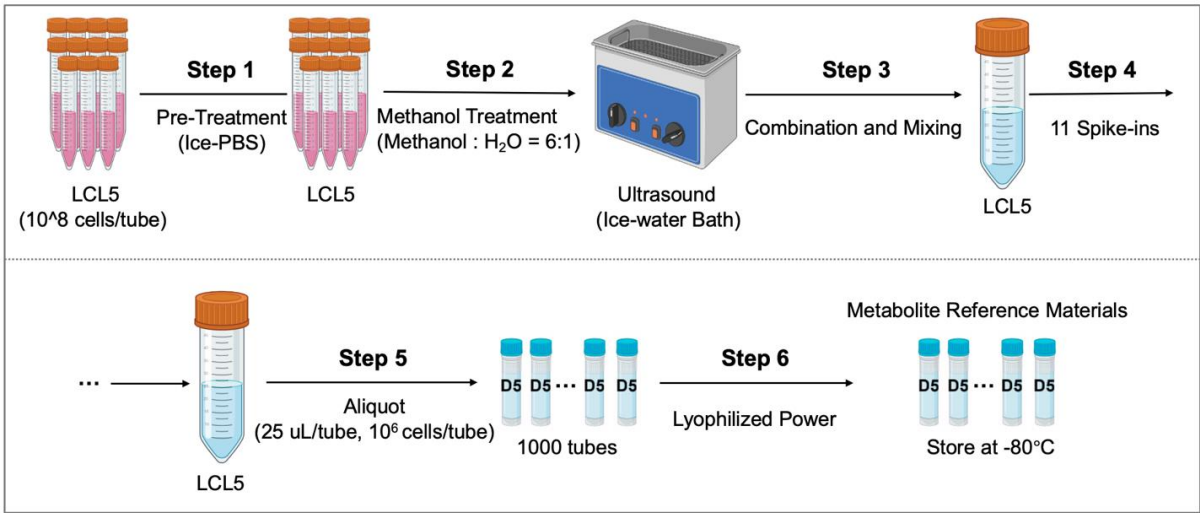 Step 1
Pre-Treatment
(Ice-PBS)
LCL5
(10^8 cells/tube)
LCL5
Step 2
Methanol Treatment
(Methanol : H₂O = 6:1)
Ultrasound
(Ice-water Bath)
Step 3
Combination and Mixing
LCL5
Step 4
11 Spike-ins
...
LCL5
Step 5
Aliquot
(25 uL/tube, 10⁶ cells/tube)
D5 D5 ... D5 D5
1000 tubes
Step 6
Lyophilized Power
Metabolite Reference Materials
D5 D5 ... D5 D5
Store at -80°C